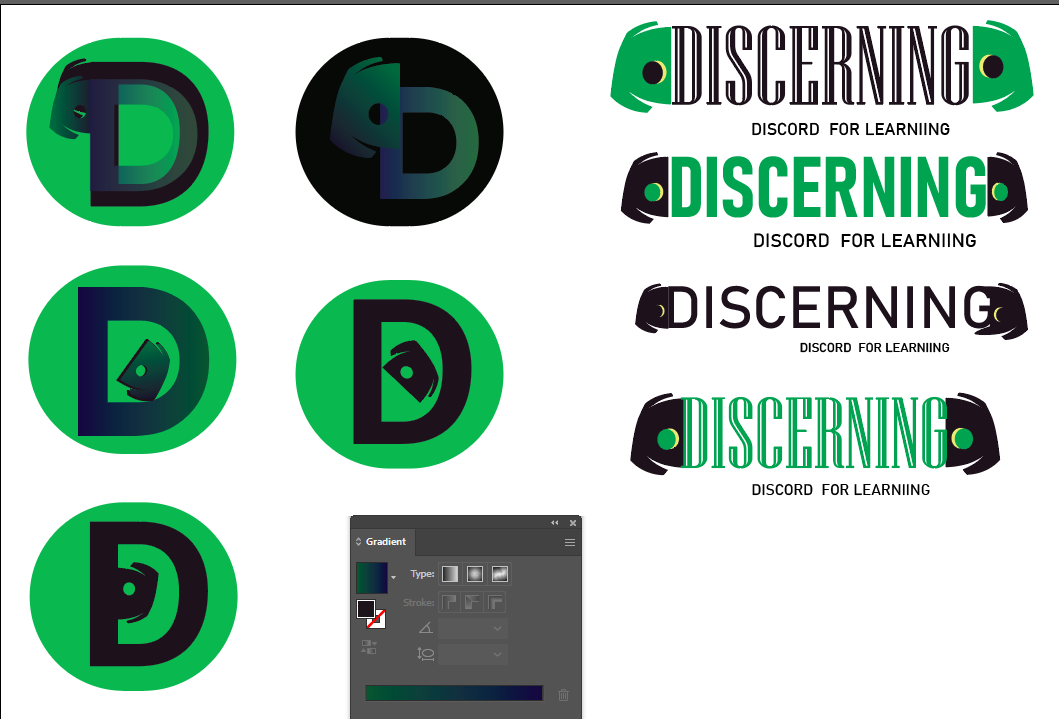 D
D
D
D
D
DISCERNING
DISCORD FOR LEARNIING
DISCERNING
DISCORD FOR LEARNIING
DISCERNING
DISCORD FOR LEARNIING
DISCERNING
DISCORD FOR LEARNIING
Gradient
Type:
Stroke: